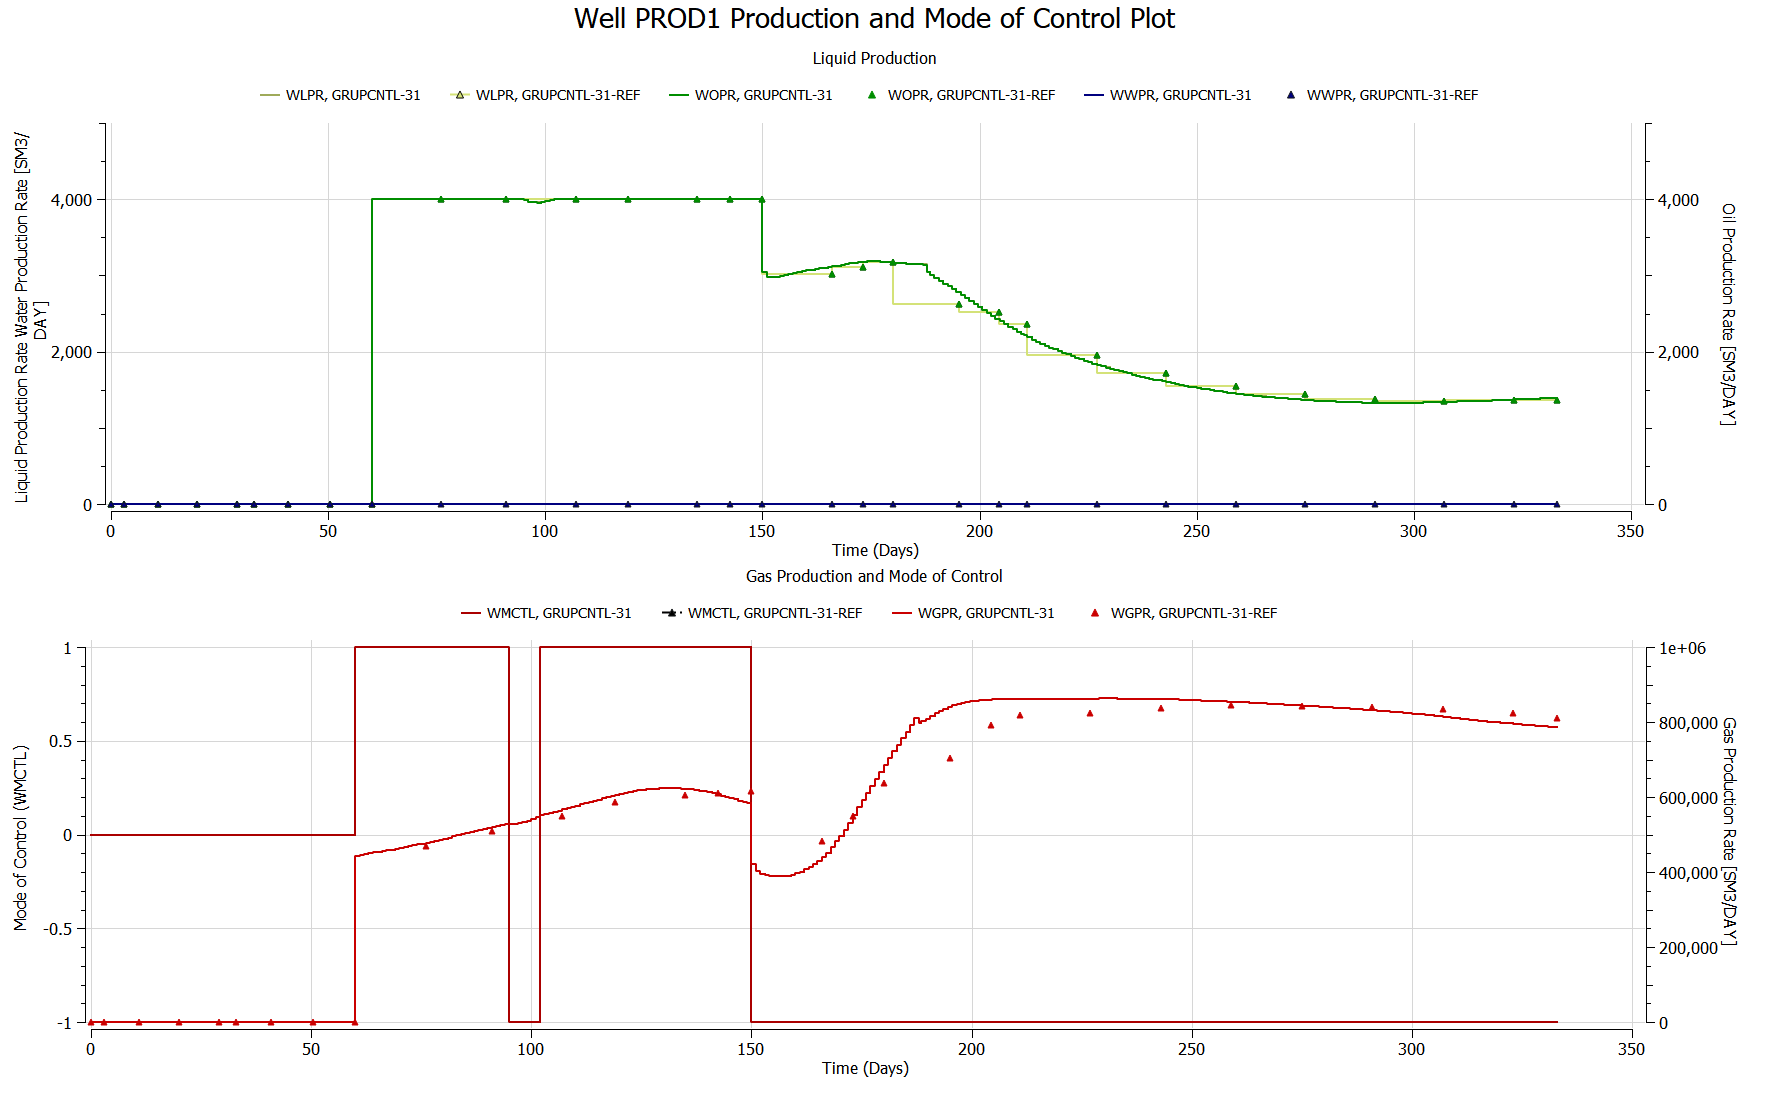 Well PROD1 Production and Mode of Control Plot
Liquid Production
WLPR, GRUPCNTL-31
WLPR, GRUPCNTL-31-REF
WOPR, GRUPCNTL-31
WOPR, GRUPCNTL-31-REF
WWPR, GRUPCNTL-31
WWPR, GRUPCNTL-31-REF
Liquid Production Rate Water Production Rate [SM3/
DAY]
4,000
2,000
0
4,000
2,000
0
Oil Production Rate [SM3/DAY]
0
50
100
150
200
250
300
350
Time (Days)
Gas Production and Mode of Control
WMCTL, GRUPCNTL-31
WMCTL, GRUPCNTL-31-REF
WGPR, GRUPCNTL-31
WGPR, GRUPCNTL-31-REF
Mode of Control (WMCTL)
1
0.5
0
-0.5
-1
1e+06
800,000
600,000
400,000
200,000
0
Gas Production Rate [SM3/DAY]
0
50
100
150
200
250
300
350
Time (Days)